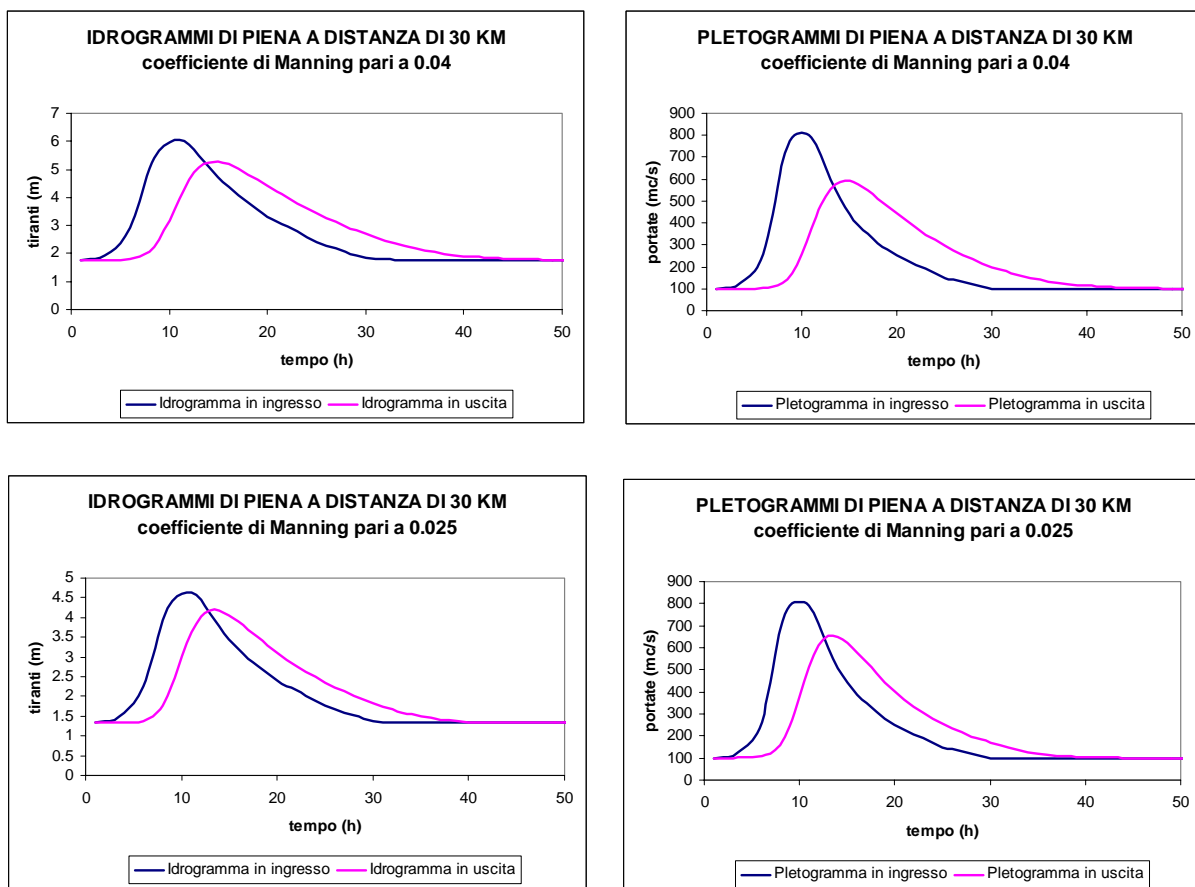 IDROGRAMMI DI PIENA A DISTANZA DI 30 KM
coefficiente di Manning pari a 0.04
7
6
5
4
3
2
1
0
tiranti (m)
0 10 20 30 40 50
tempo (h)
Idrogramma in ingresso Idrogramma in uscita
PLETOGRAMMI DI PIENA A DISTANZA DI 30 KM
coefficiente di Manning pari a 0.04
900
800
700
600
500
400
300
200
100
0
portate (mc/s)
0 10 20 30 40 50
tempo (h)
Pletogramma in ingresso Pletogramma in uscita
IDROGRAMMI DI PIENA A DISTANZA DI 30 KM
coefficiente di Manning pari a 0.025
5
4.5
4
3.5
3
2.5
2
1.5
1
0.5
0
tiranti (m)
0 10 20 30 40 50
tempo (h)
Idrogramma in ingresso Idrogramma in uscita
PLETOGRAMMI DI PIENA A DISTANZA DI 30 KM
coefficiente di Manning pari a 0.025
900
800
700
600
500
400
300
200
100
0
portate (mc/s)
0 10 20 30 40 50
tempo (h)
Pletogramma in ingresso Pletogramma in uscita